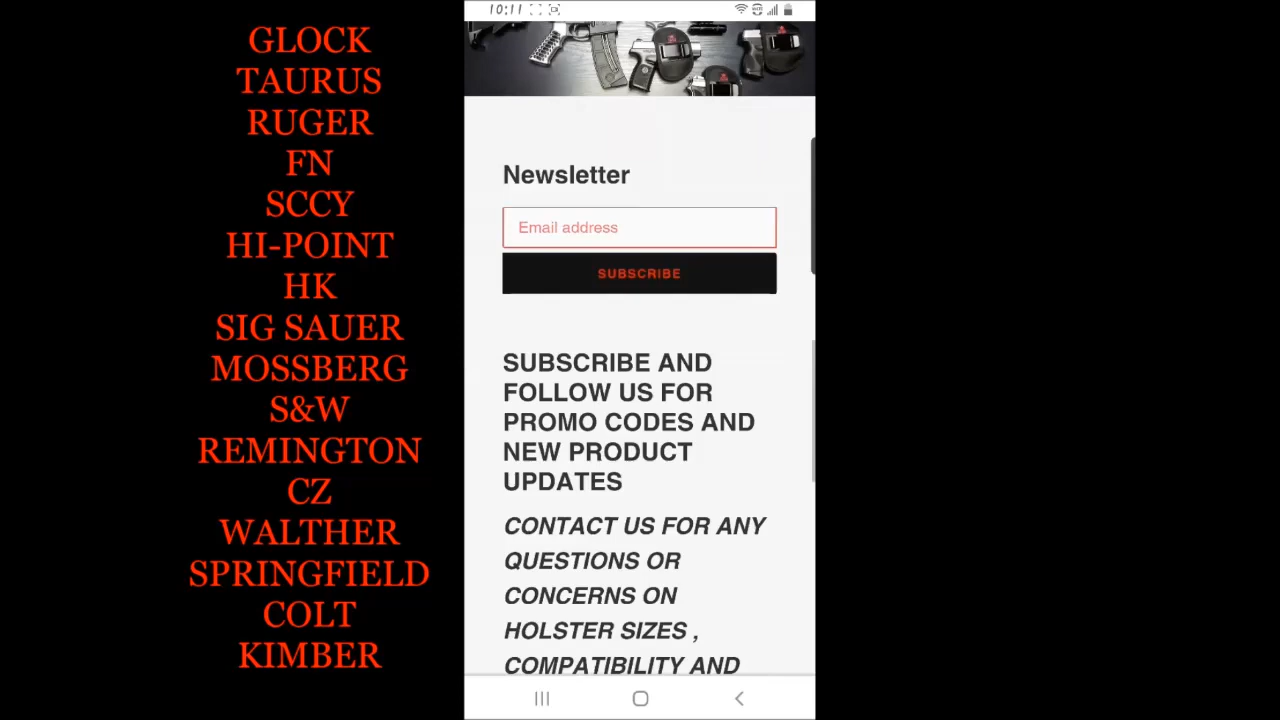 GLOCK
TAURUS
RUGER
FN
SCCY
HI-POINT
HK
SIG SAUER
MOSSBERG
S&W
REMINGTON
CZ
WALTHER
SPRINGFIELD
COLT
KIMBER
10:11
Newsletter
Email address
SUBSCRIBE
SUBSCRIBE AND
FOLLOW US FOR
PROMO CODES AND
NEW PRODUCT
UPDATES
CONTACT US FOR ANY
QUESTIONS OR
CONCERNS ON
HOLSTER SIZES ,
COMPATIBILITY AND